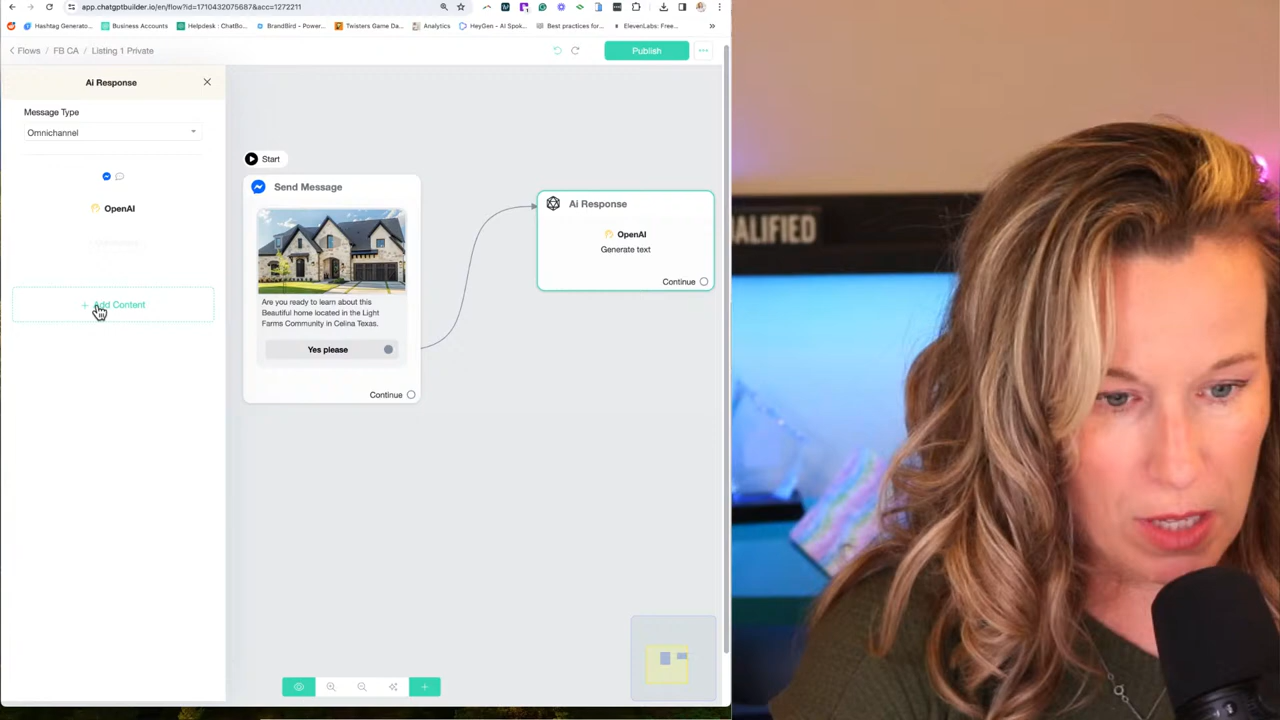 app.chatgptbuilder.io/en/flow?id=1710432075687&acc=1272211
Hashtag Generato...
Business Accounts
Helpdesk : ChatBo...
BrandBird – Power...
Twisters Game Da...
Analytics
HeyGen - AI Spok...
Best practices for...
ElevenLabs: Free...
Flows
FB CA
Listing 1 Private
Publish
Ai Response
Message Type
Omnichannel
OpenAI
+ Add Content
Start
Send Message
Are you ready to learn about this
Beautiful home located in the Light
Farms Community in Celina Texas.
Yes please
Continue
Ai Response
OpenAI
Generate text
Continue
ALIFIED